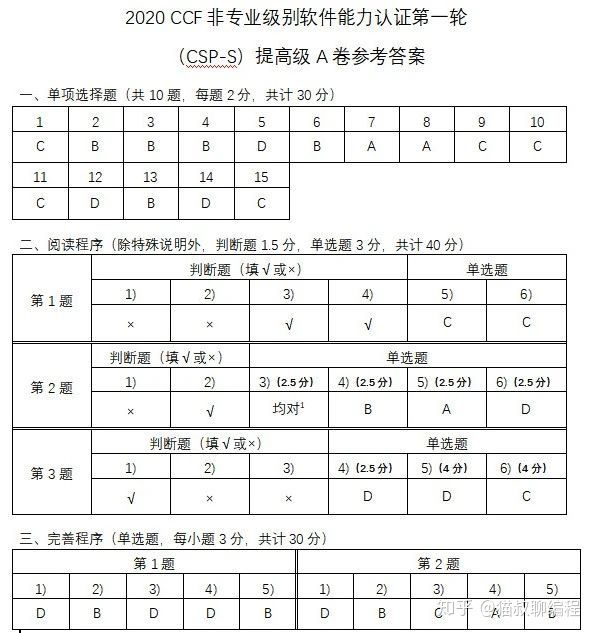 2020 CCF 非专业级别软件能力认证第一轮
（CSP-S）提高级 A 卷参考答案
一、单项选择题（共 10 题，每题 2 分，共计 30 分）
1 2 3 4 5 6 7 8 9 10
C B B B D B A A C C
11 12 13 14 15
C D B D C
二、阅读程序（除特殊说明外，判断题 1.5 分，单选题 3 分，共计 40 分）
第 1 题
判断题（填 √ 或×） 单选题
1) 2) 3) 4) 5) 6)
× × √ √ C C
第 2 题
判断题（填 √ 或×） 单选题
1) 2) 3) (2.5 分) 4) (2.5 分) 5) (2.5 分) 6) (2.5 分)
× √ 均对¹ B A D
第 3 题
判断题（填 √ 或×） 单选题
1) 2) 3) 4) (2.5 分) 5) (4 分) 6) (4 分)
√ × × D D C
三、完善程序（单选题，每小题 3 分，共计 30 分）
第 1 题 第 2 题
1) 2) 3) 4) 5) 1) 2) 3) 4) 5)
D B D D B D B C A
知乎 @猫叔聊编程